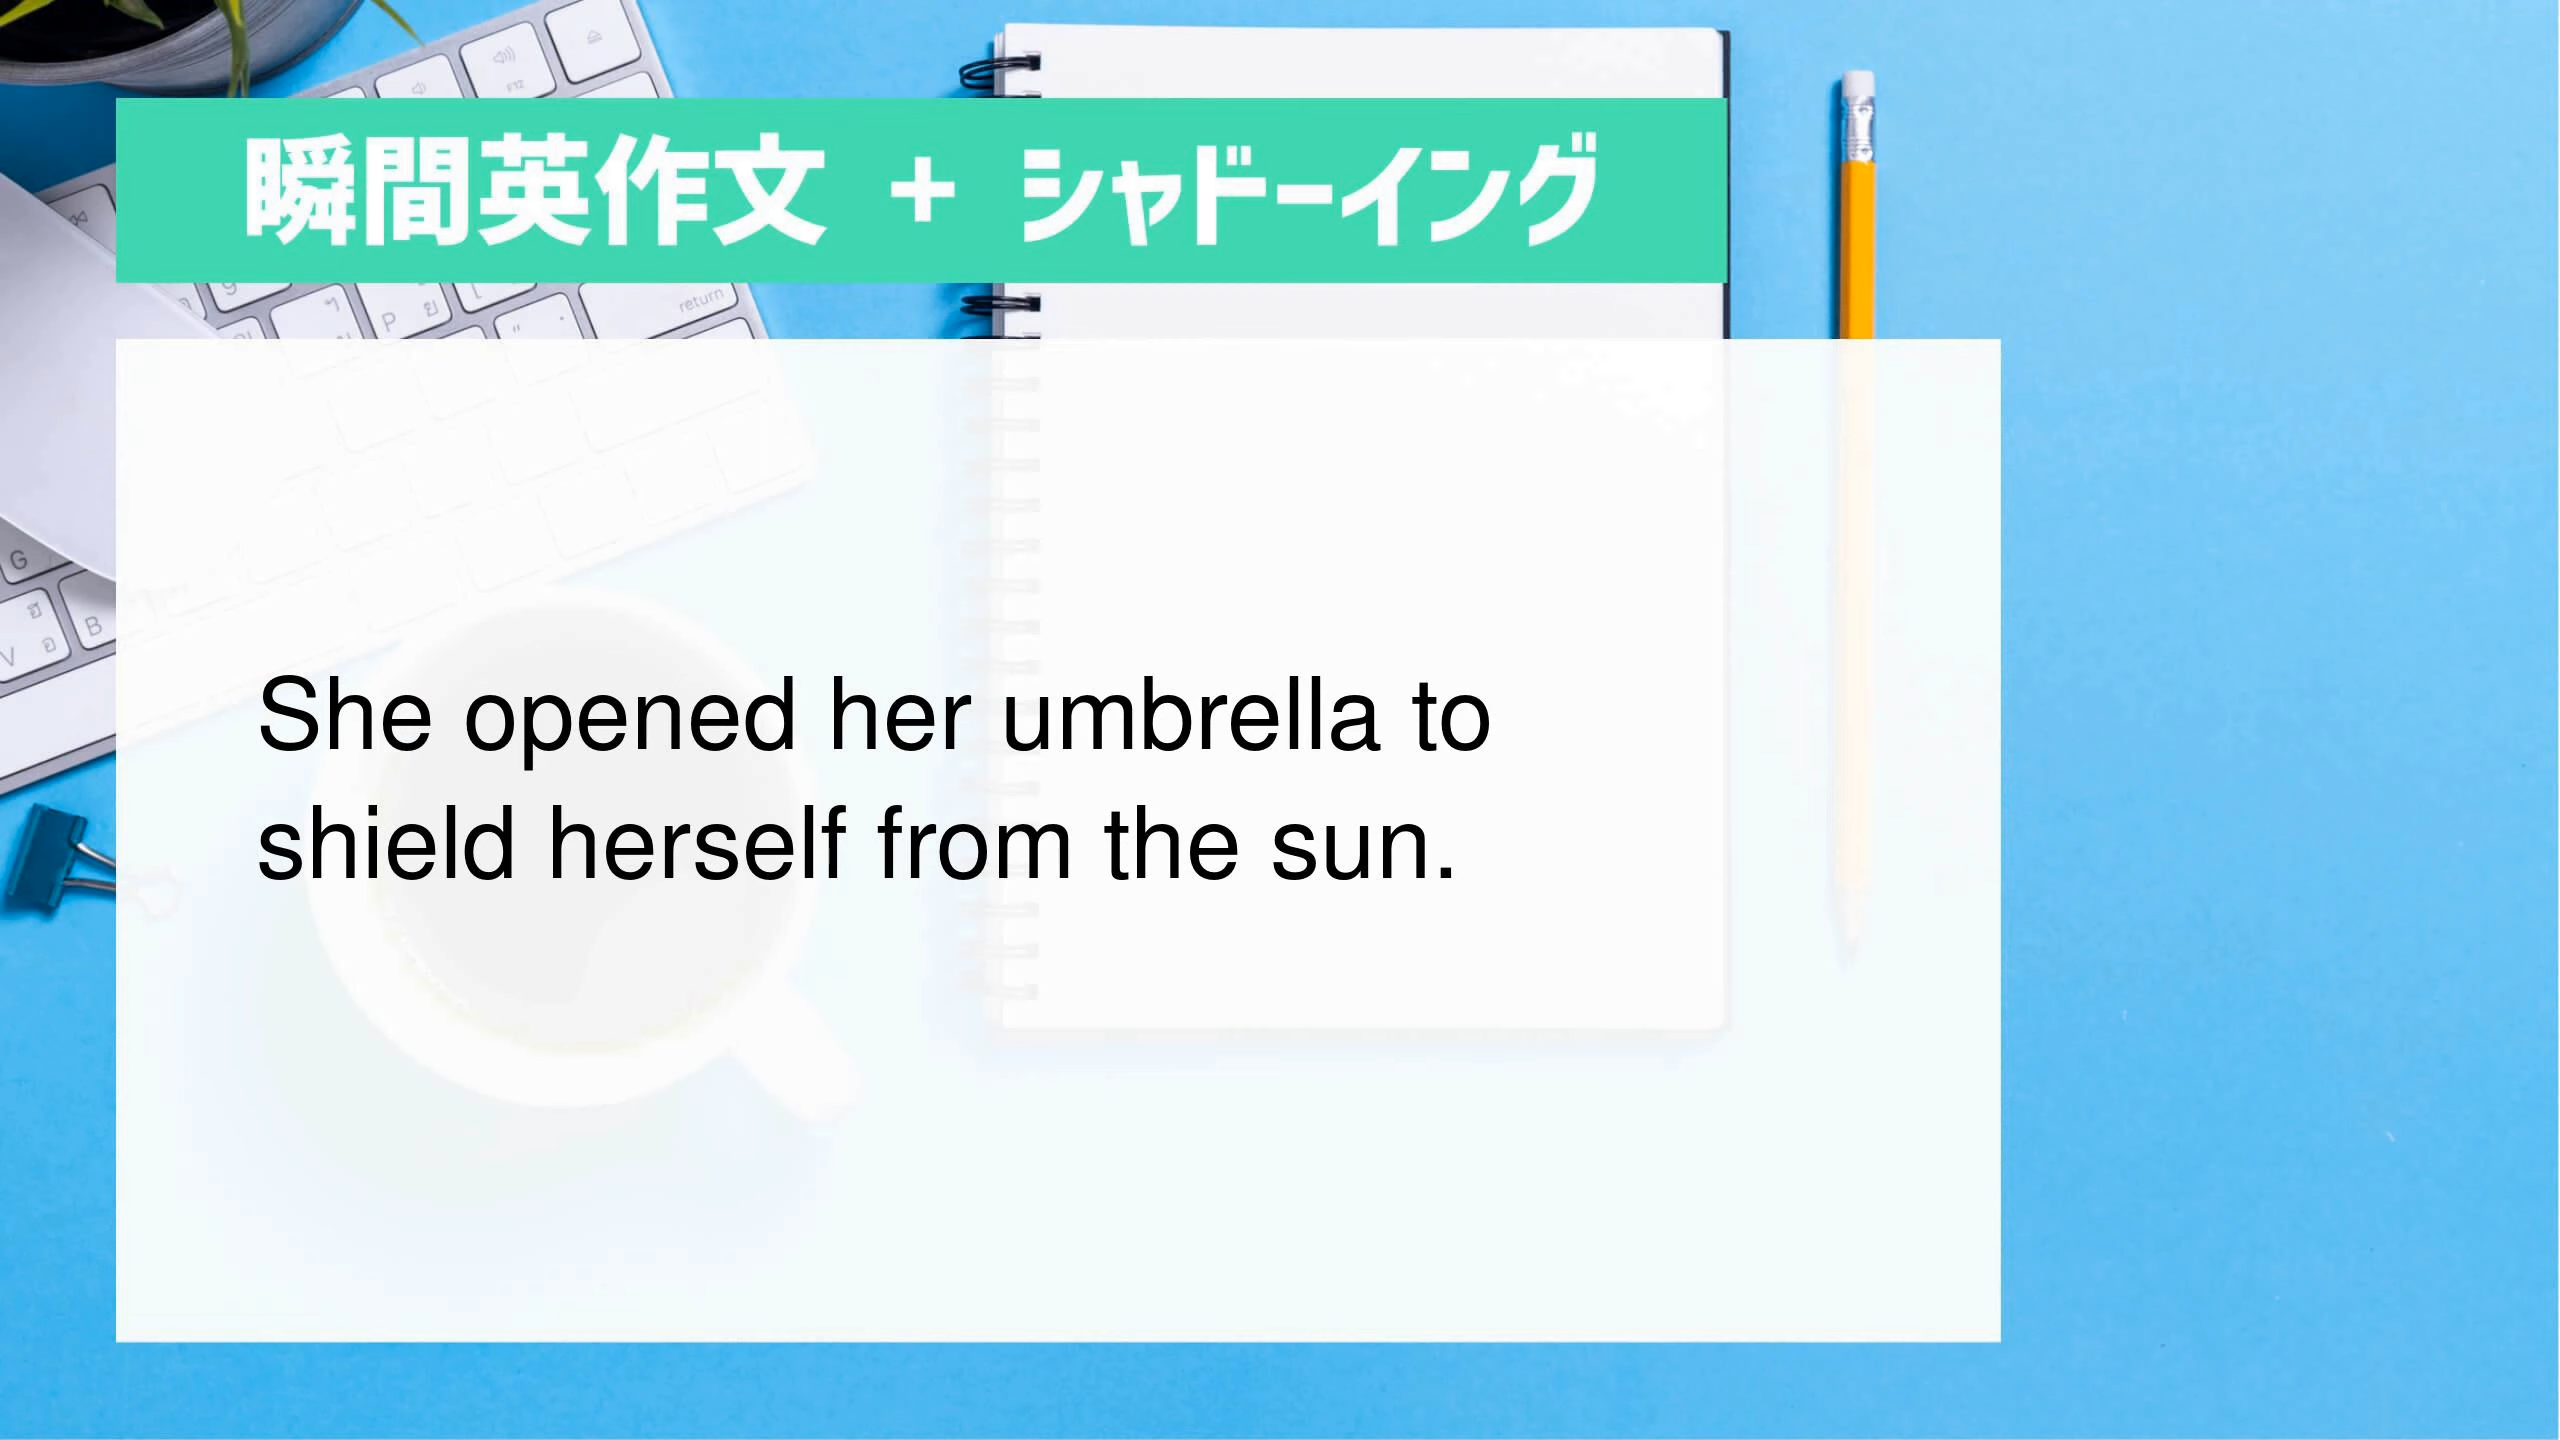 瞬間英作文 + シャドーイング
She opened her umbrella to
shield herself from the sun.